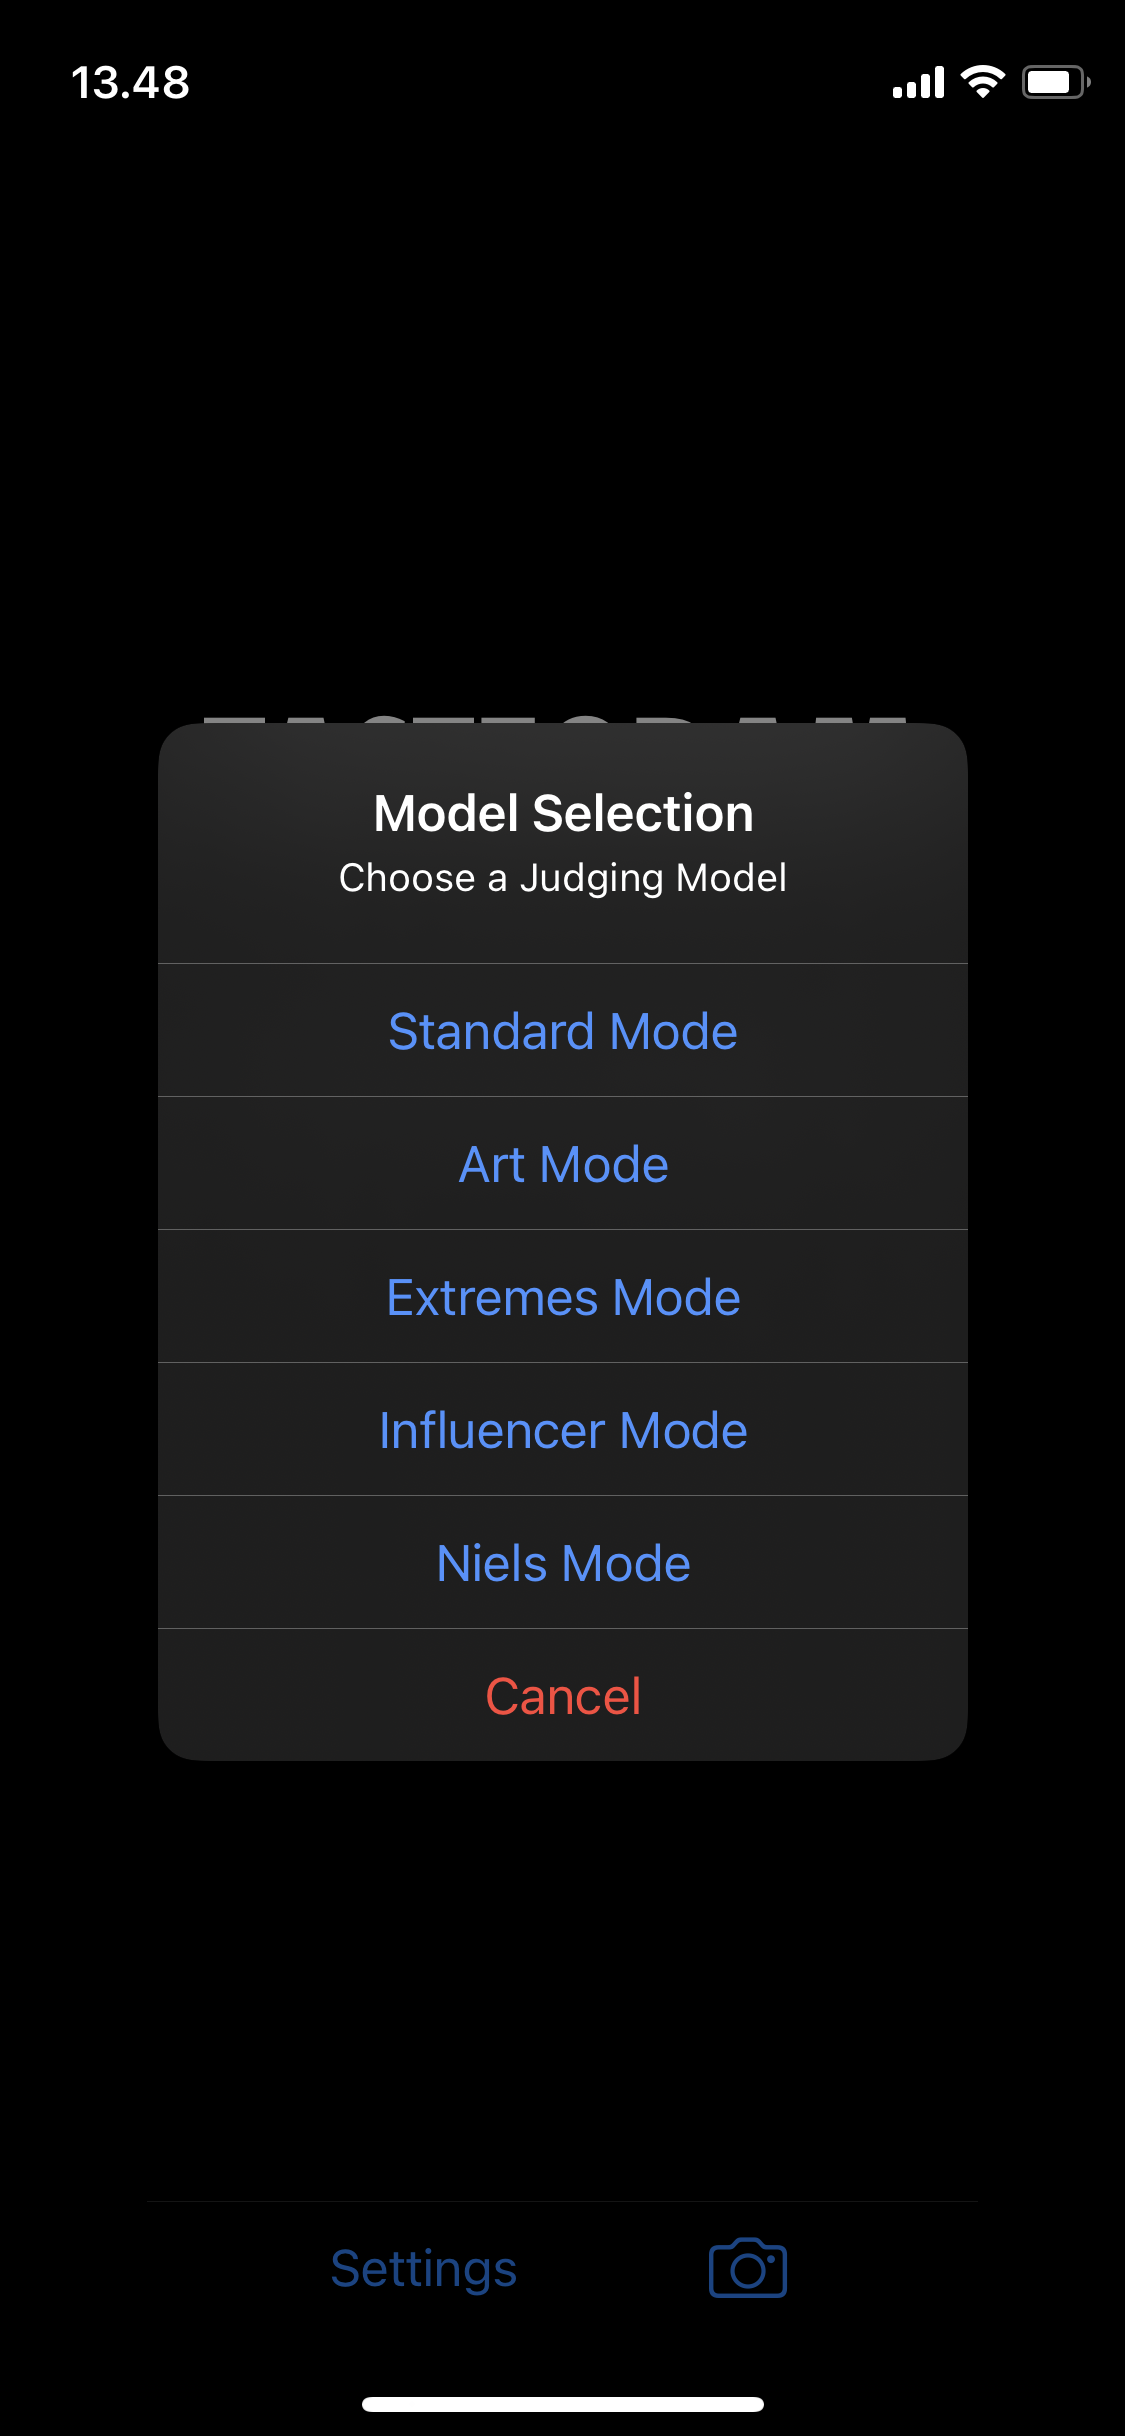 13.48
Model Selection
Choose a Judging Model
Standard Mode
Art Mode
Extremes Mode
Influencer Mode
Niels Mode
Cancel
Settings